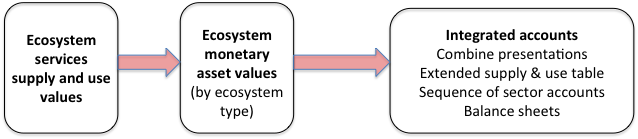 Ecosystem
services
supply and use
values
Ecosystem
monetary
asset values
(by ecosystem
type)
Integrated accounts
Combine presentations
Extended supply & use table
Sequence of sector accounts
Balance sheets